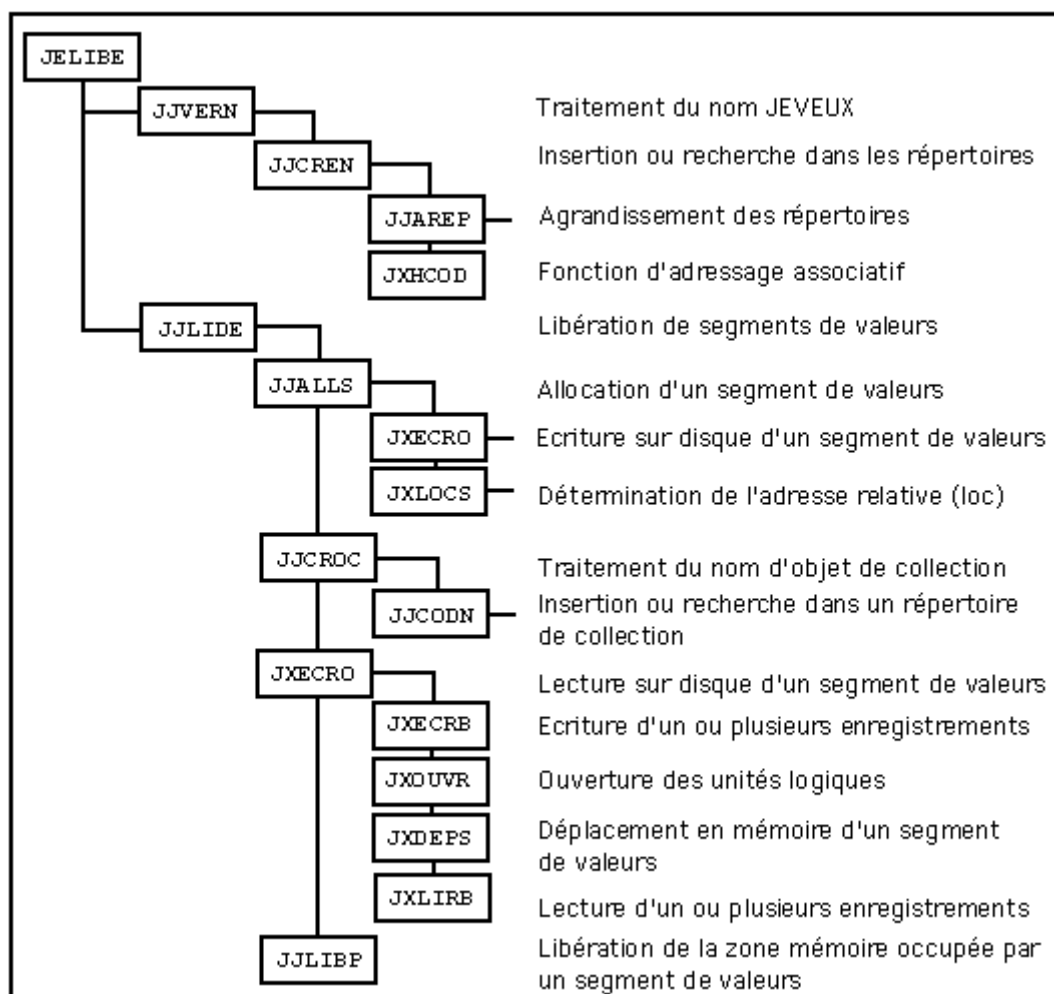 JELIBE
JJVERN Traitement du nom JEVEUX
JJCREN Insertion ou recherche dans les répertoires
JJAREP Agrandissement des répertoires
JXHCOD Fonction d'adressage associatif
JJLIDE Libération de segments de valeurs
JJALLS Allocation d'un segment de valeurs
JXECRO Ecriture sur disque d'un segment de valeurs
JXLOCS Détermination de l'adresse relative (loc)
JJCROC Traitement du nom d'objet de collection
JJCODN Insertion ou recherche dans un répertoire
de collection
JXECRO Lecture sur disque d'un segment de valeurs
JXECRB Ecriture d'un ou plusieurs enregistrements
JXOUVR Ouverture des unités logiques
JXDEPS Déplacement en mémoire d'un segment
de valeurs
JXLIRB Lecture d'un ou plusieurs enregistrements
JJLIBP Libération de la zone mémoire occupée par
un segment de valeurs